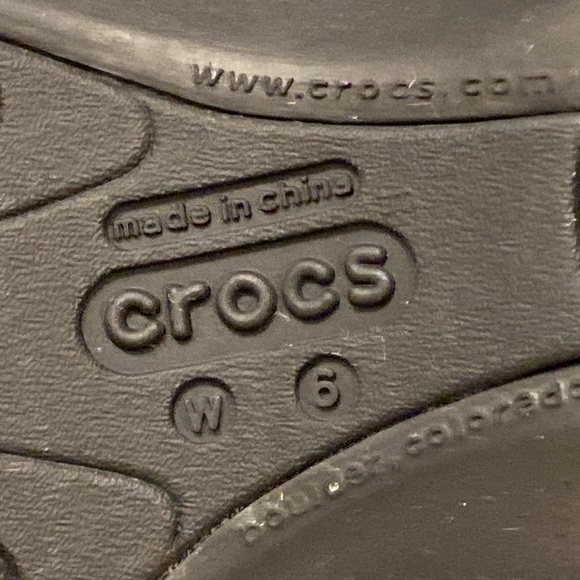 www.crocs.com
made in china
crocs
W 6
boulder, colorado